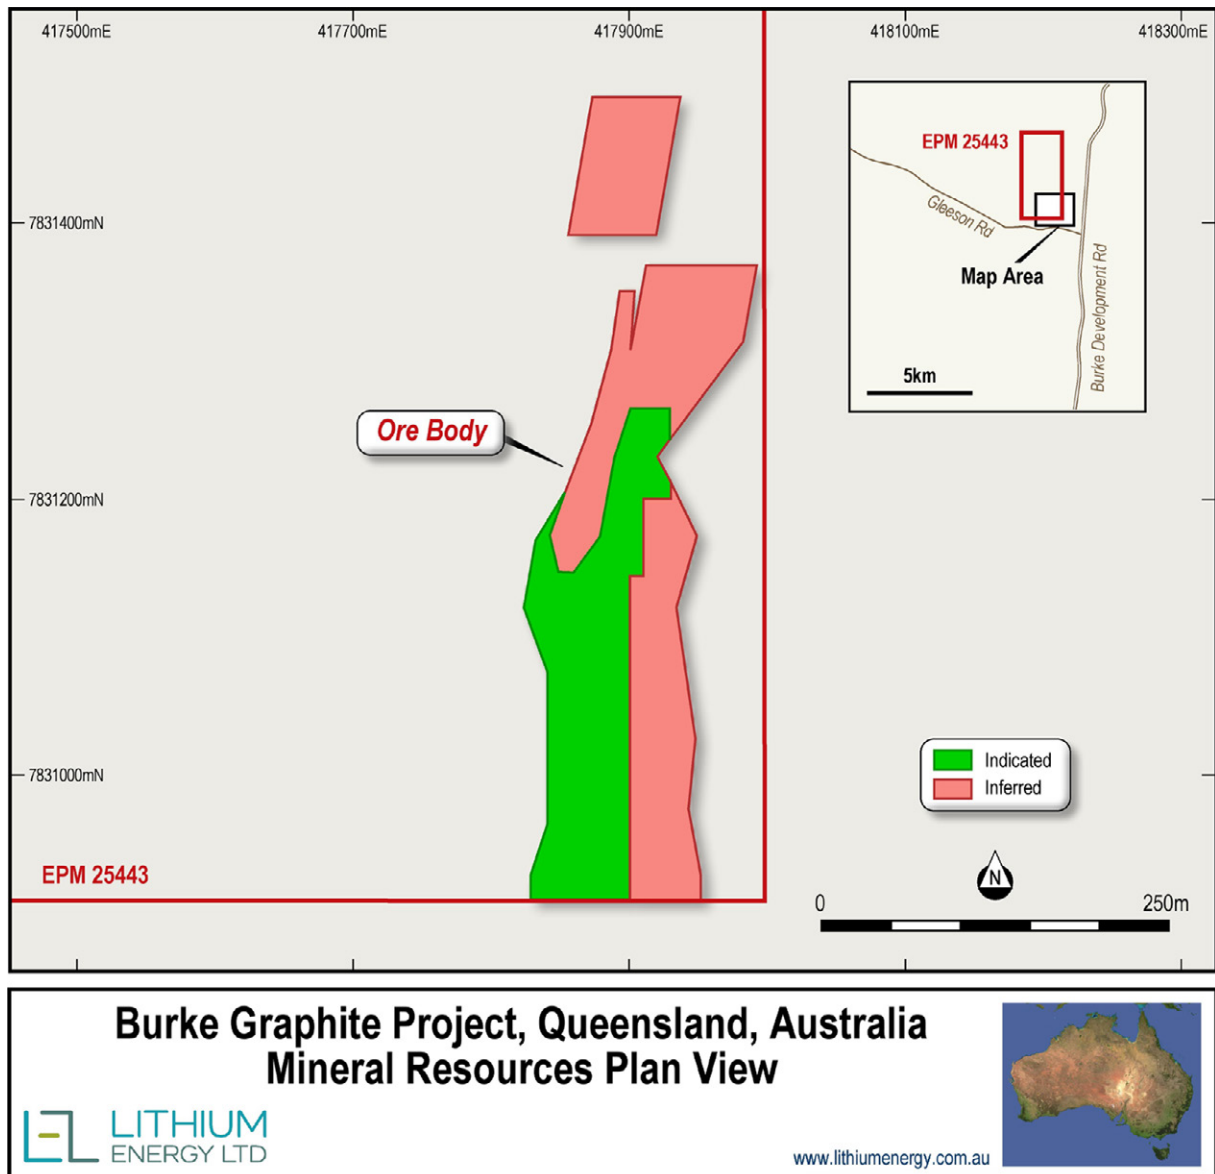 417500mE
417700mE
417900mE
418100mE
418300mE
7831400mN
7831200mN
7831000mN
EPM 25443
Gleeson Rd
Map Area
Burke Development Rd
5km
Ore Body
Indicated
Inferred
EPM 25443
N
0
250m
Burke Graphite Project, Queensland, Australia
Mineral Resources Plan View
LITHIUM
ENERGY LTD
www.lithiumenergy.com.au